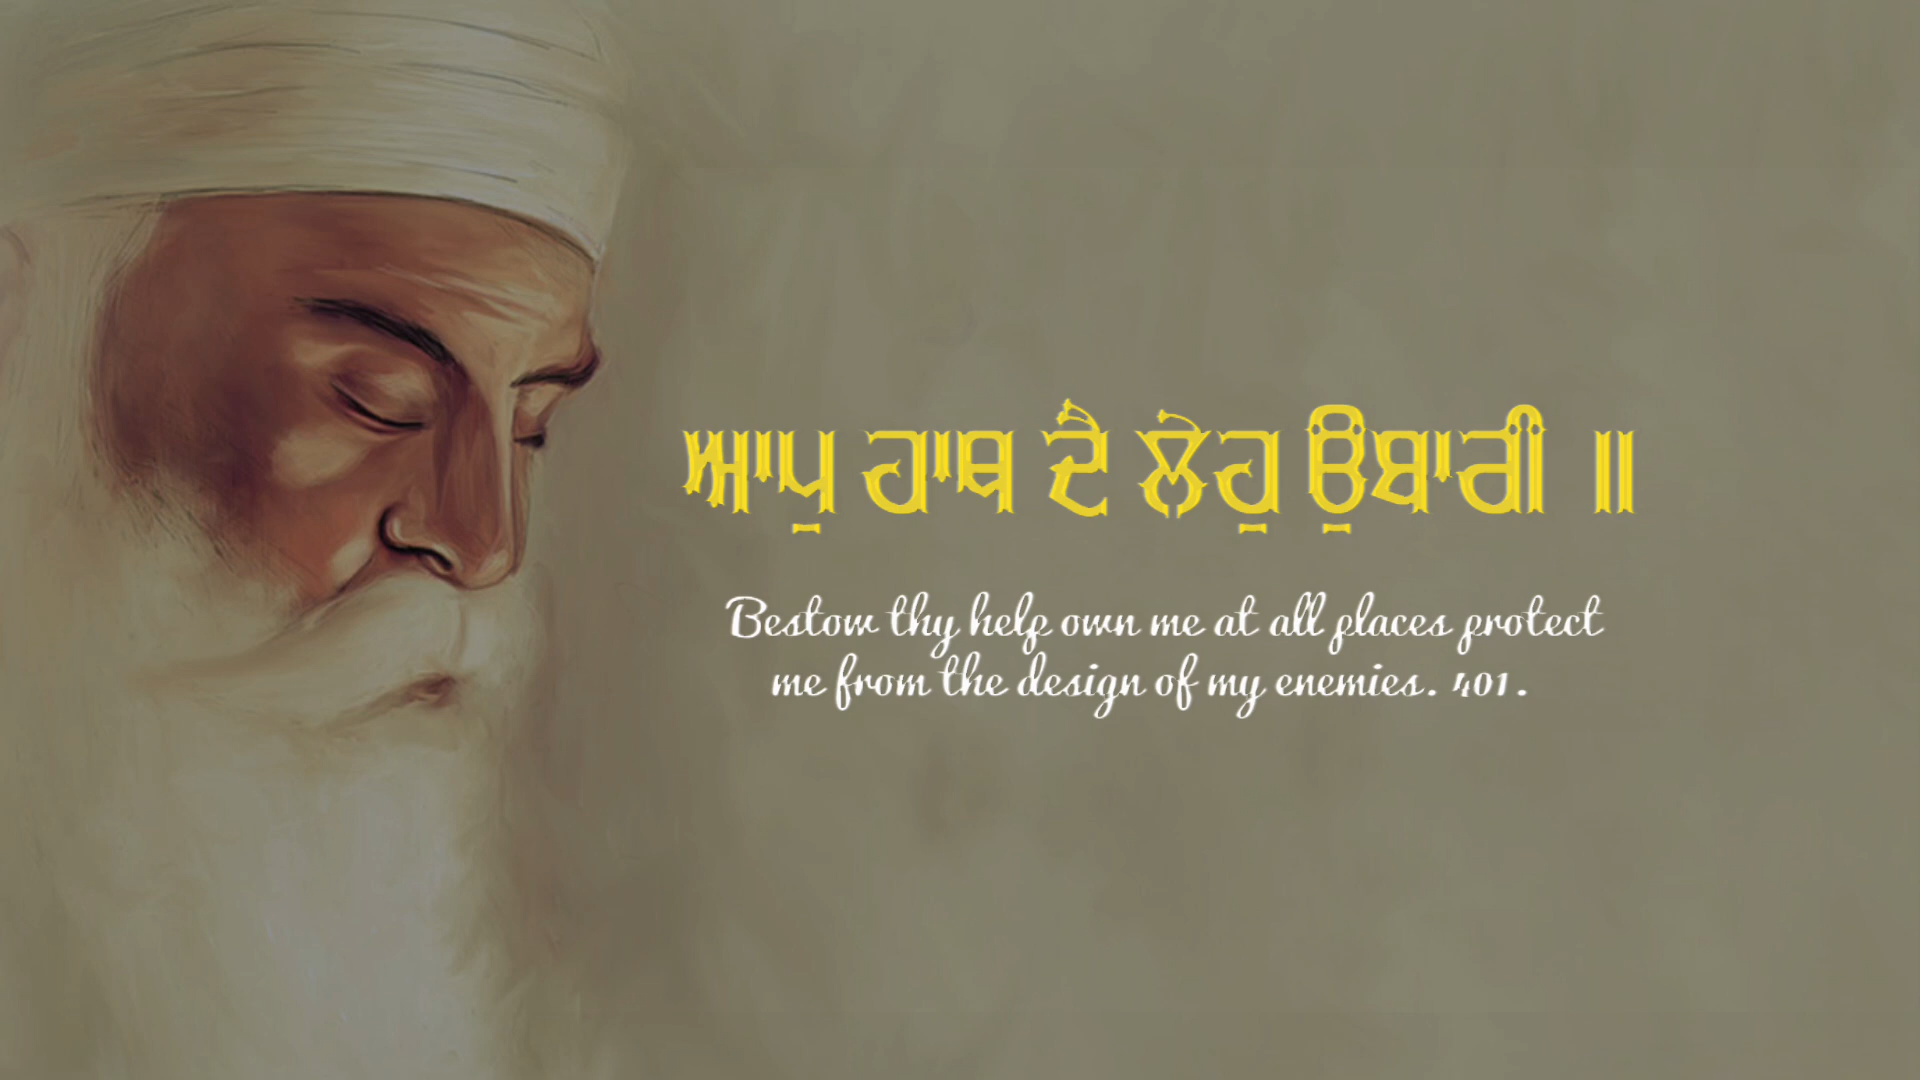 ਆਪੁ ਹਾਥ ਦੈ ਲੇਹੁ ਉਬਾਰੀ ॥
Bestow thy help own me at all places protect
me from the design of my enemies. 401.